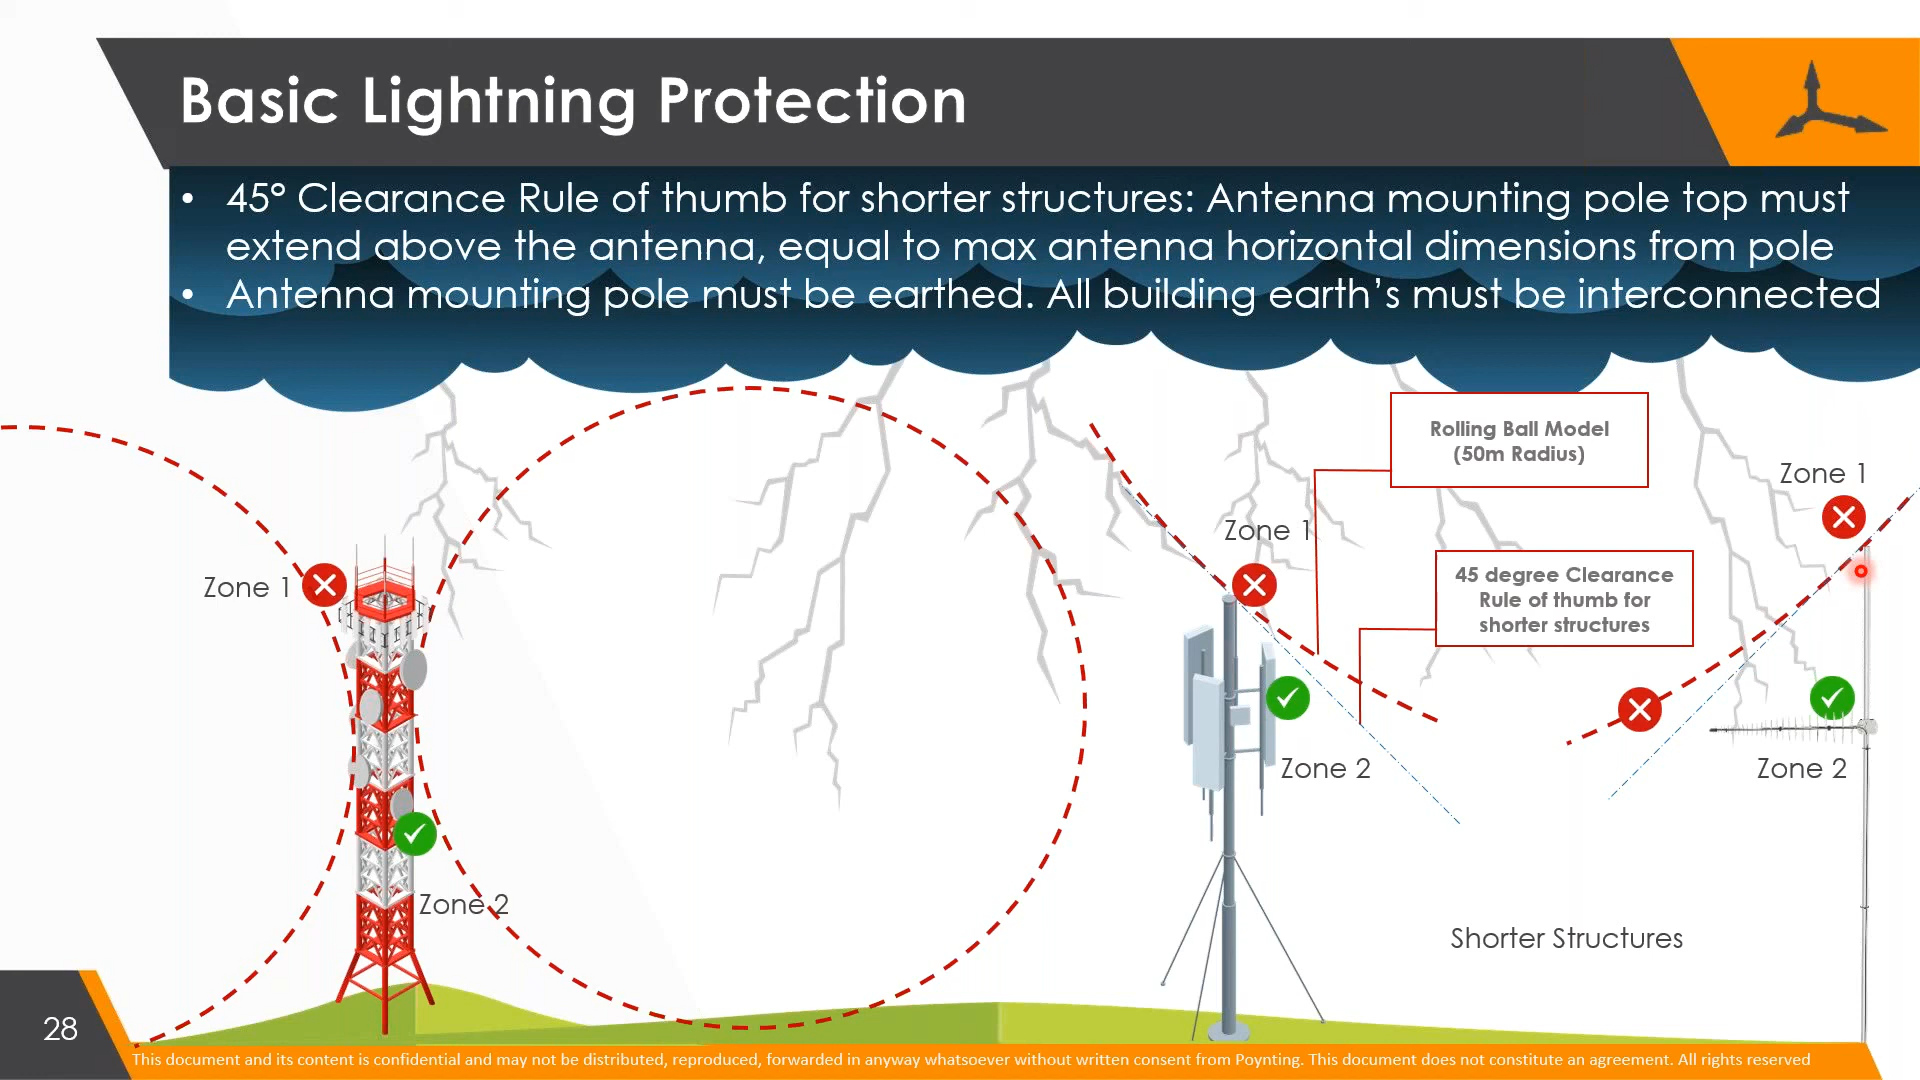 Basic Lightning Protection
• 45° Clearance Rule of thumb for shorter structures: Antenna mounting pole top must
extend above the antenna, equal to max antenna horizontal dimensions from pole
• Antenna mounting pole must be earthed. All building earth's must be interconnected
Rolling Ball Model
(50m Radius)
Zone 1
Zone 1
45 degree Clearance
Rule of thumb for
shorter structures
Zone 1
Zone 2
Zone 2
Zone 2
Shorter Structures
28
This document and its content is confidential and may not be distributed, reproduced, forwarded in anyway whatsoever without written consent from Poynting. This document does not constitute an agreement. All rights reserved